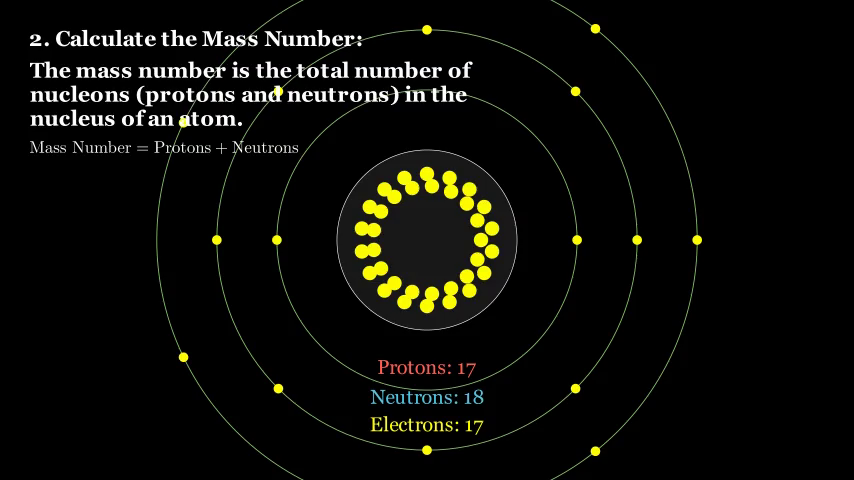 2. Calculate the Mass Number:
The mass number is the total number of
nucleons (protons and neutrons) in the
nucleus of an atom.
Mass Number = Protons + Neutrons
Protons: 17
Neutrons: 18
Electrons: 17